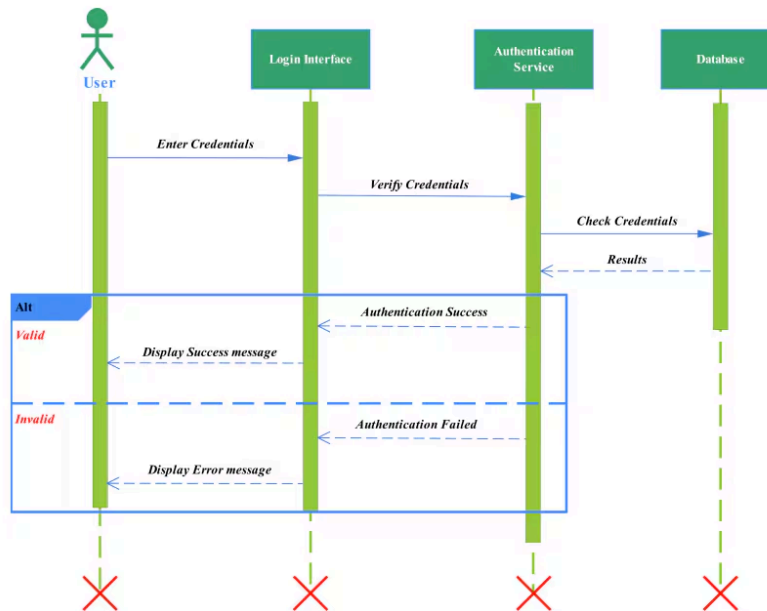 Login Interface
Authentication
Service
Database
User
Enter Credentials
Verify Credentials
Check Credentials
Results
Alt
Authentication Success
Valid
Display Success message
Invalid
Authentication Failed
Display Error message